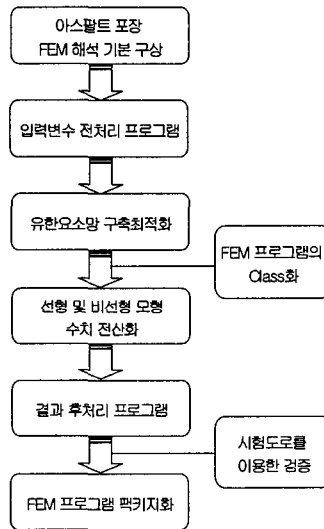 아스팔트 포장
FEM 해석 기본 구상
입력변수 전처리 프로그램
유한요소망 구축최적화
FEM 프로그램의
Class화
선형 및 비선형 모형
수치 전산화
결과 후처리 프로그램
시험도로를
이용한 검증
FEM 프로그램 팩키지화